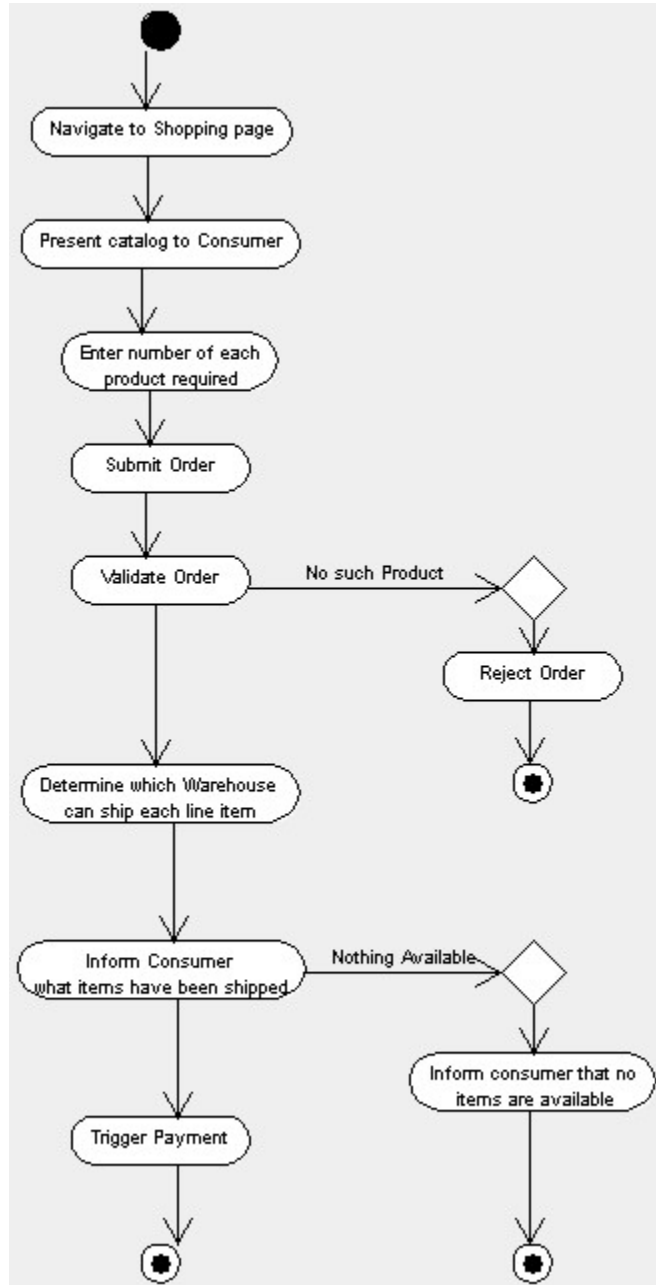 Navigate to Shopping page
Present catalog to Consumer
Enter number of each
product required
Submit Order
Validate Order
No such Product
Reject Order
Determine which Warehouse
can ship each line item
Inform Consumer
what items have been shipped
Nothing Available
Inform consumer that no
items are available
Trigger Payment